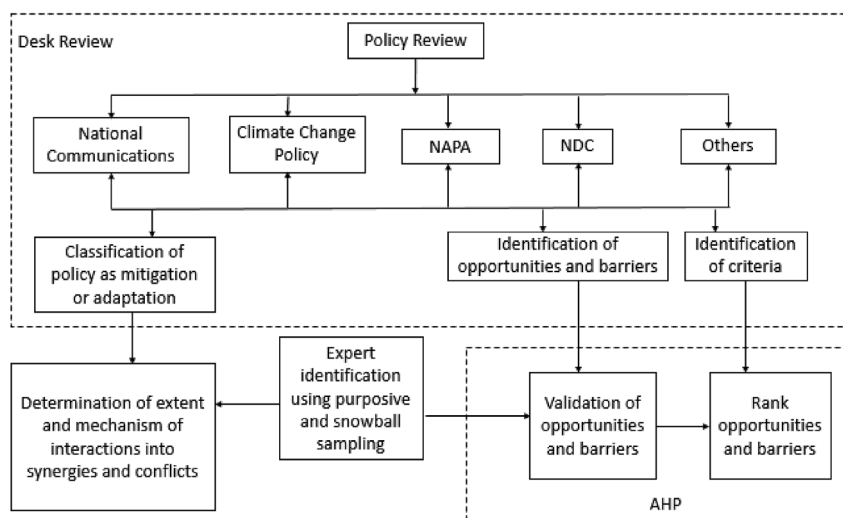 Desk Review
Policy Review
National
Communications
Climate Change
Policy
NAPA
NDC
Others
Classification of
policy as mitigation
or adaptation
Identification of
opportunities and barriers
Identification
of criteria
Determination of extent
and mechanism of
interactions into
synergies and conflicts
Expert
identification
using purposive
and snowball
sampling
Validation of
opportunities
and barriers
Rank
opportunities
and barriers
AHP